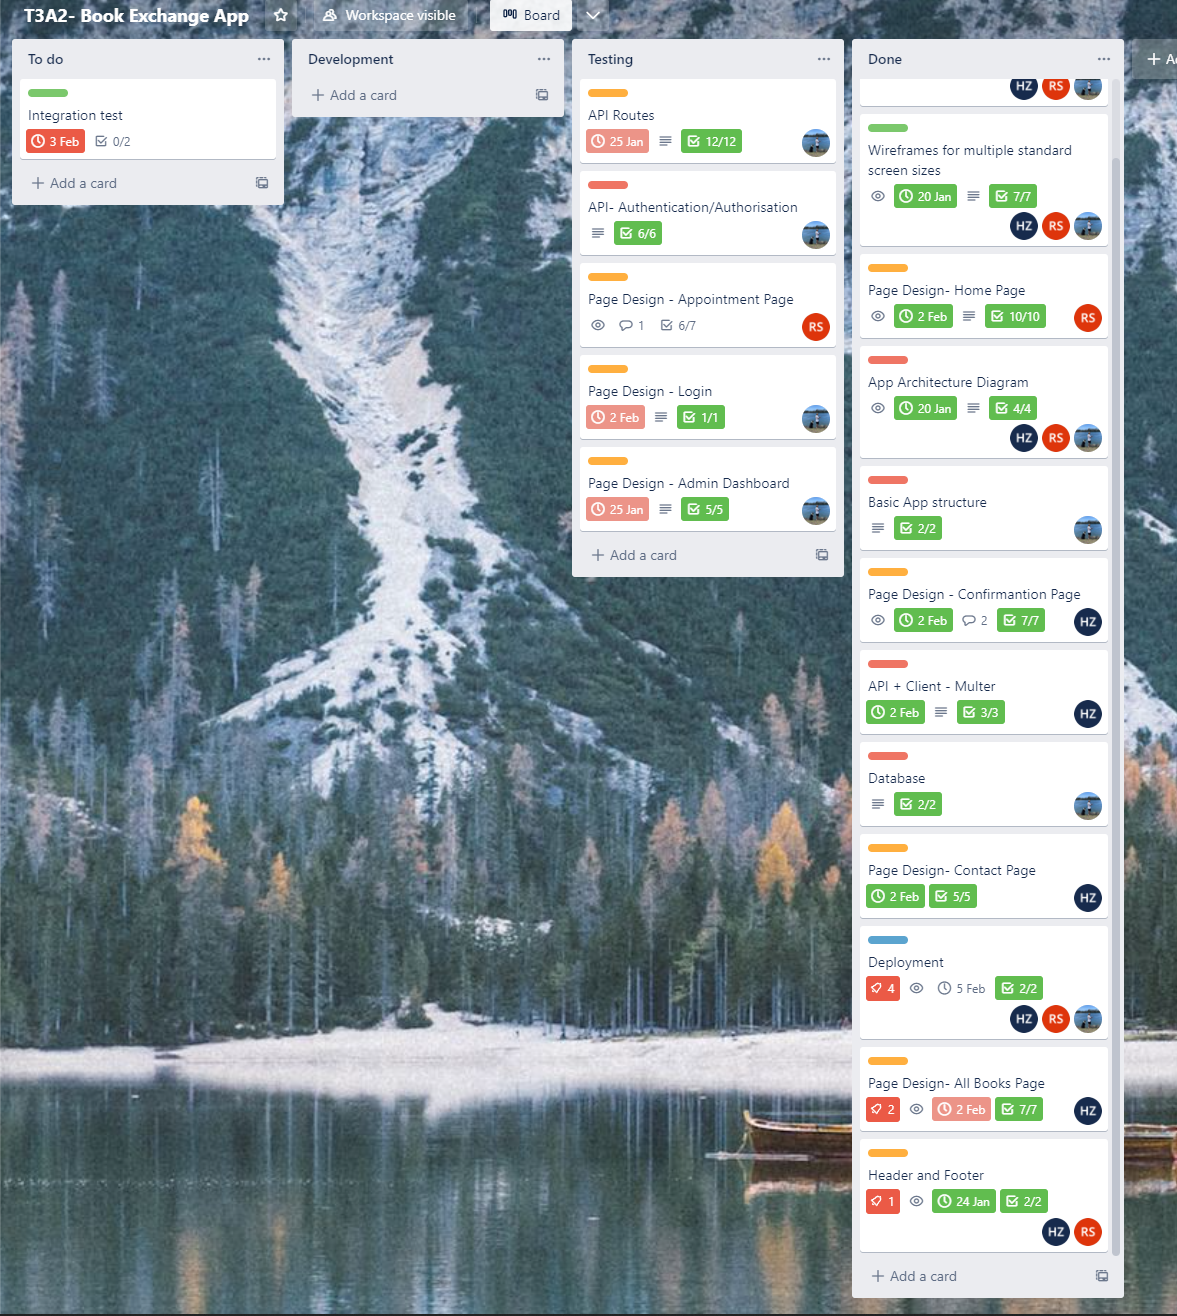 T3A2- Book Exchange App
Workspace visible
Board
To do
Integration test
3 Feb 0/2
Add a card
Development
Add a card
Testing
API Routes
25 Jan 12/12
API- Authentication/Authorisation
6/6
Page Design - Appointment Page
1 6/7
RS
Page Design - Login
2 Feb 1/1
Page Design - Admin Dashboard
25 Jan 5/5
Add a card
Done
HZ RS
Wireframes for multiple standard
screen sizes
20 Jan 7/7
HZ RS
Page Design- Home Page
2 Feb 10/10
RS
App Architecture Diagram
20 Jan 4/4
HZ RS
Basic App structure
2/2
Page Design - Confirmantion Page
2 Feb 2 7/7
HZ
API + Client - Multer
2 Feb 3/3
HZ
Database
2/2
Page Design- Contact Page
2 Feb 5/5
HZ
Deployment
4 5 Feb 2/2
HZ RS
Page Design- All Books Page
2 2 Feb 7/7
HZ
Header and Footer
1 24 Jan 2/2
HZ RS
Add a card